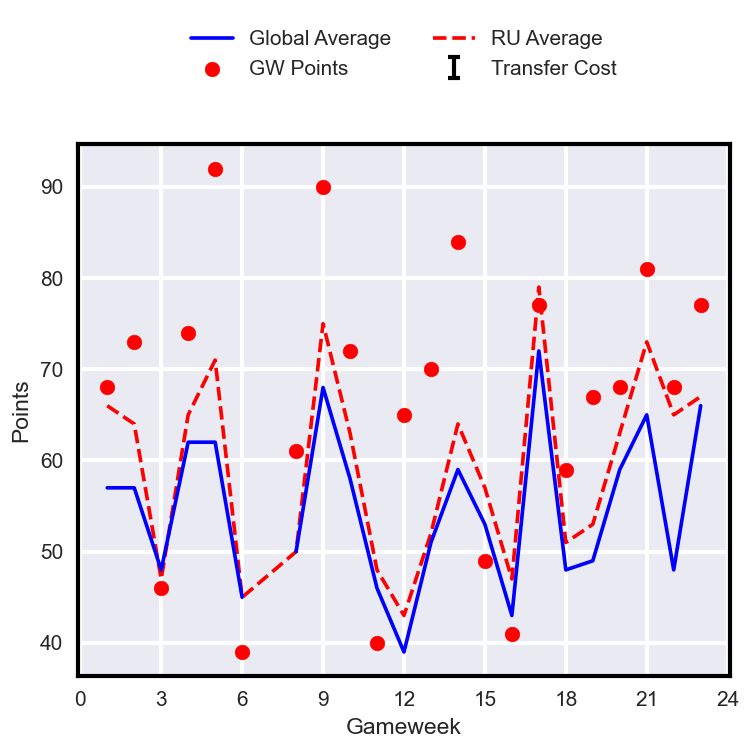 Global Average
RU Average
GW Points
Transfer Cost
90
80
70
60
50
40
Points
0 3 6 9 12 15 18 21 24
Gameweek